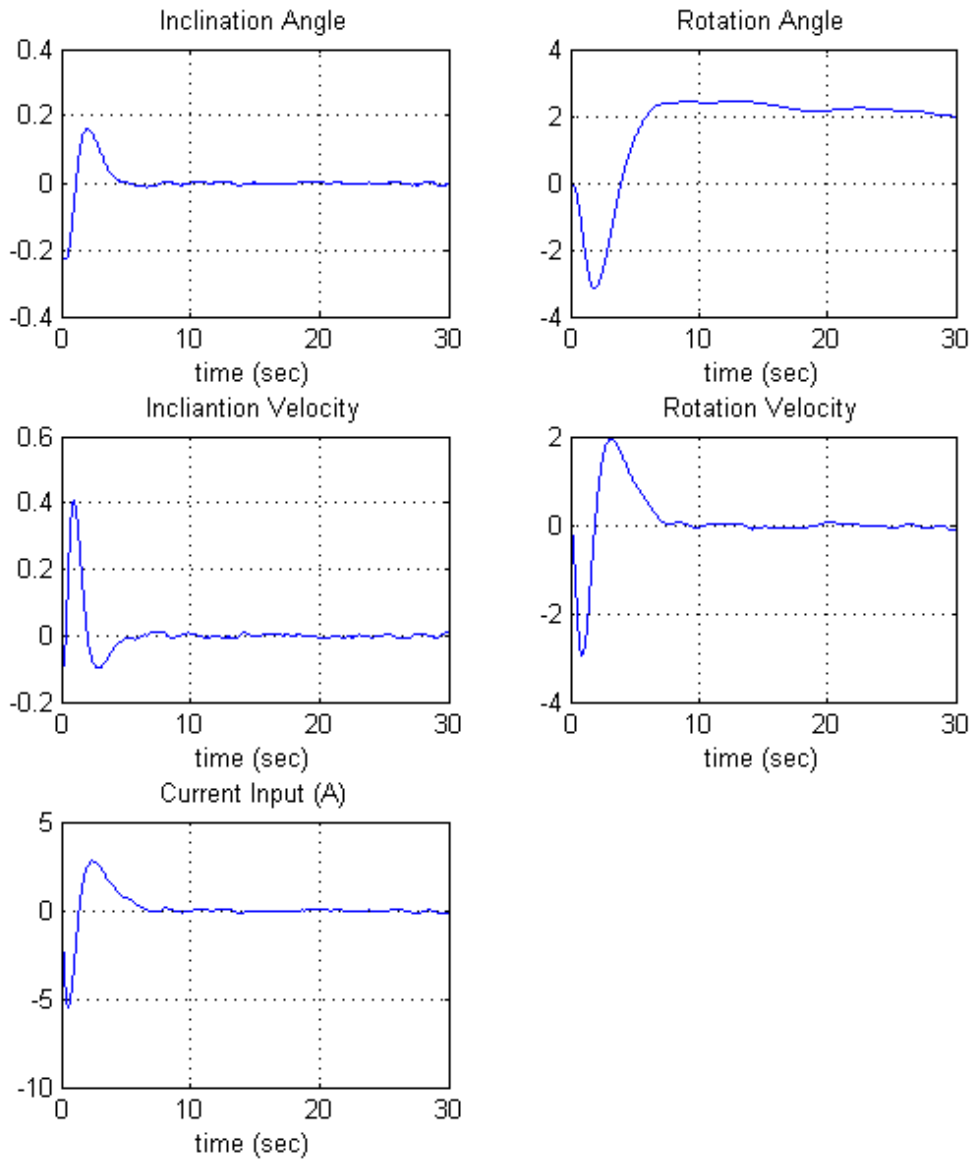 Inclination Angle
0.4
0.2
0
-0.2
-0.4
0 10 20 30
time (sec)
Rotation Angle
4
2
0
-2
-4
0 10 20 30
time (sec)
Incliantion Velocity
0.6
0.4
0.2
0
-0.2
0 10 20 30
time (sec)
Rotation Velocity
2
0
-2
-4
0 10 20 30
time (sec)
Current Input (A)
5
0
-5
-10
0 10 20 30
time (sec)